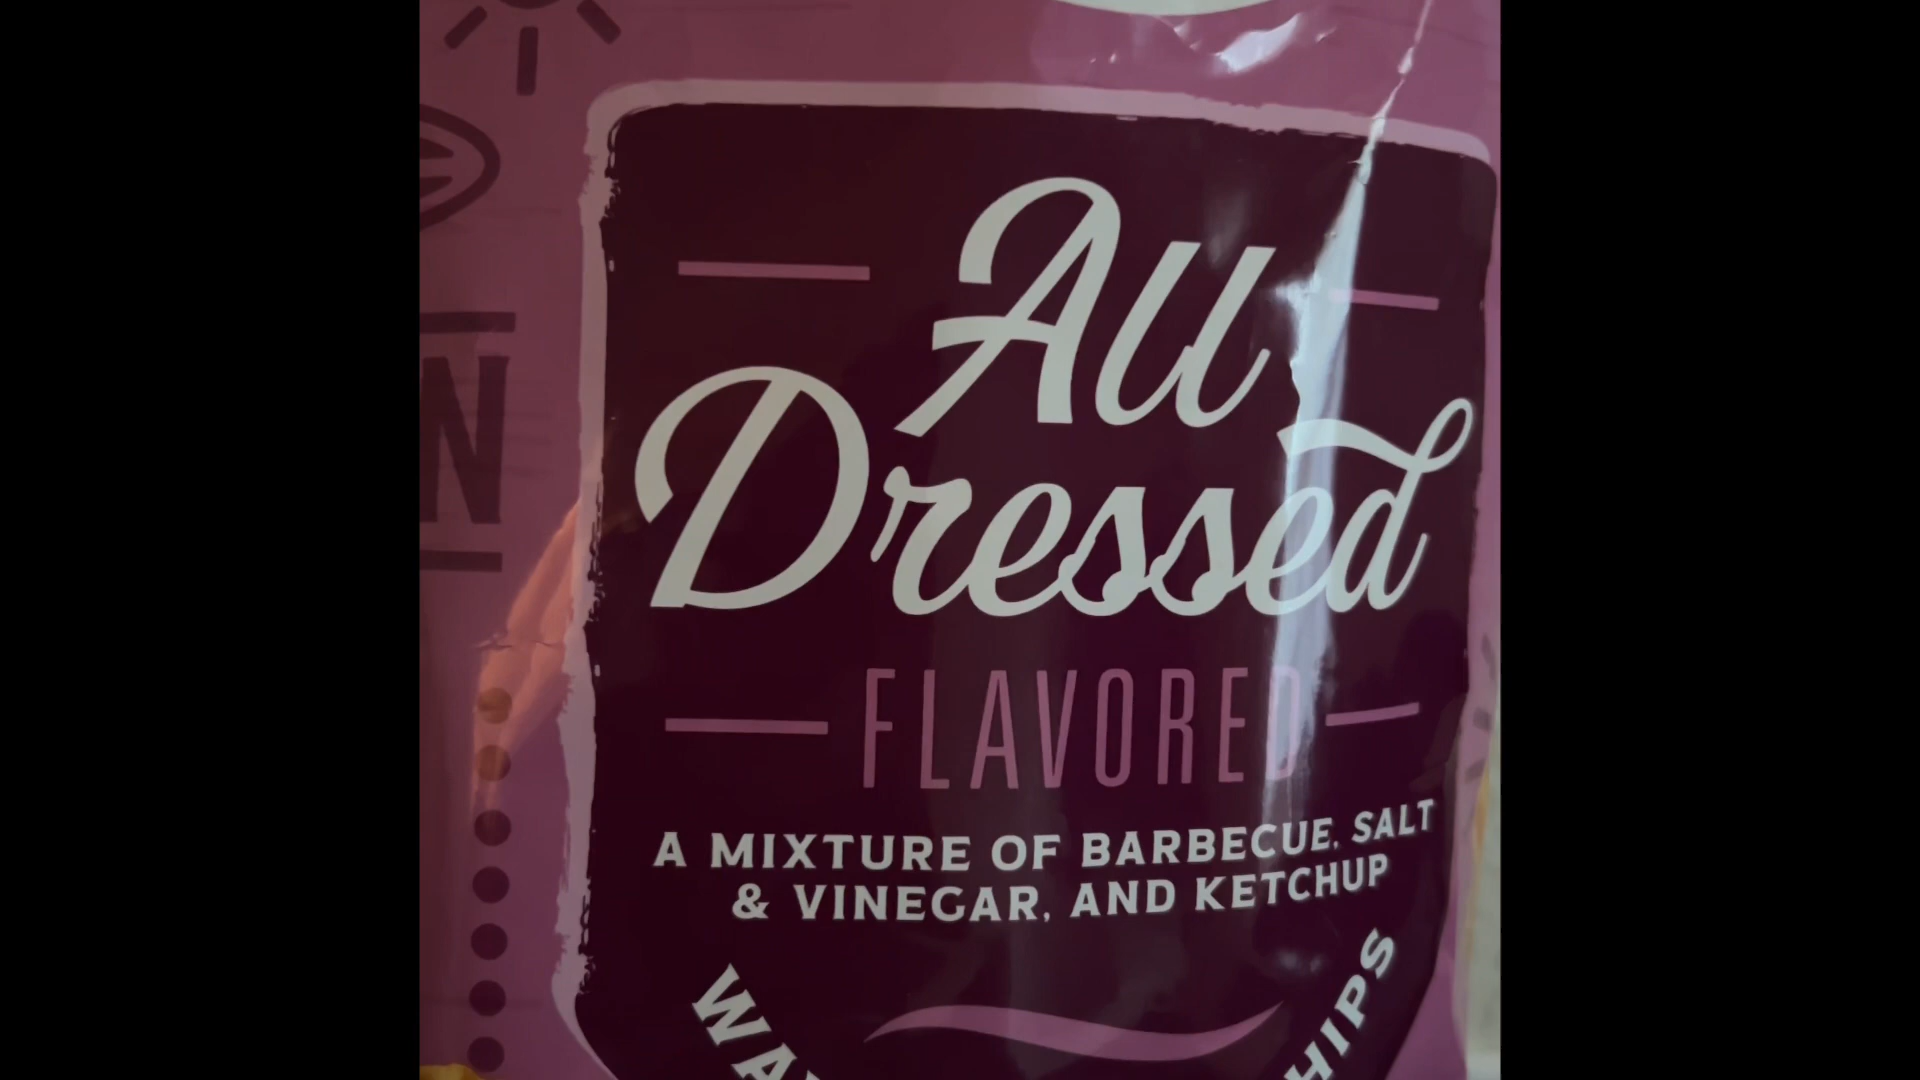 All
Dressed
FLAVORED
A MIXTURE OF BARBECUE, SALT
& VINEGAR, AND KETCHUP